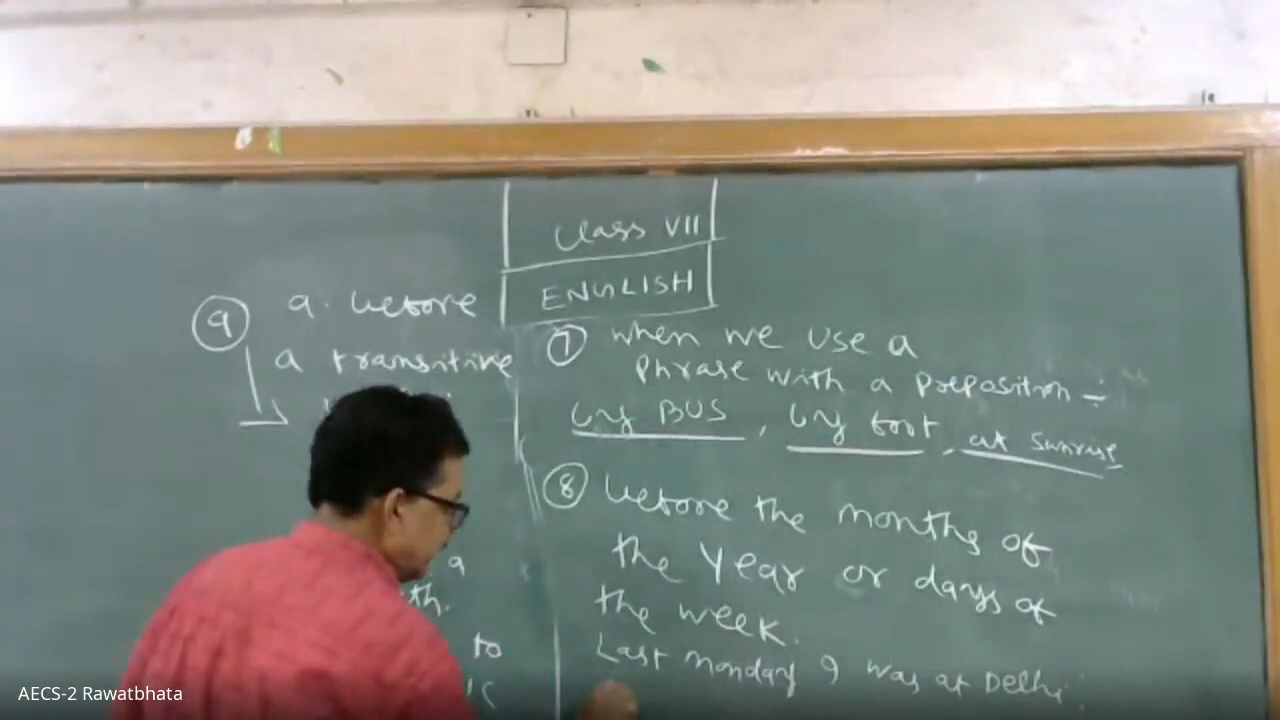 Class VII
ENGLISH
9 a. before
a transitive
a
to
7 When we use a
phrase with a preposition -
by BUS, by foot, at Sunrise
8 before the months of
the Year or days of
the week.
Last monday I was at Delhi.
AECS-2 Rawatbhata